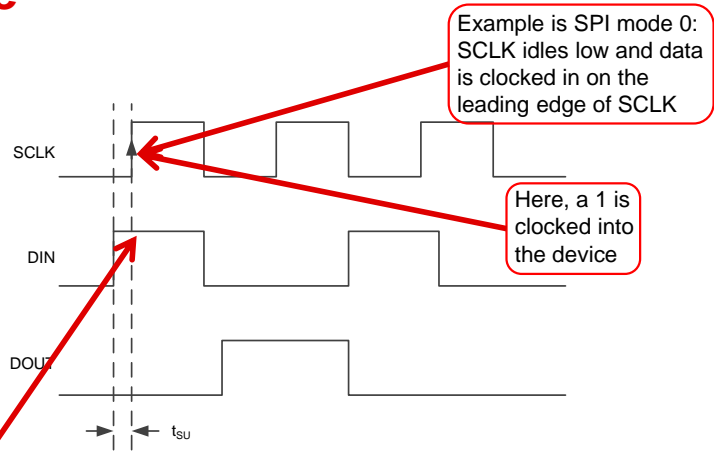 Example is SPI mode 0:
SCLK idles low and data
is clocked in on the
leading edge of SCLK
SCLK
Here, a 1 is
clocked into
the device
DIN
DOUT
tSU